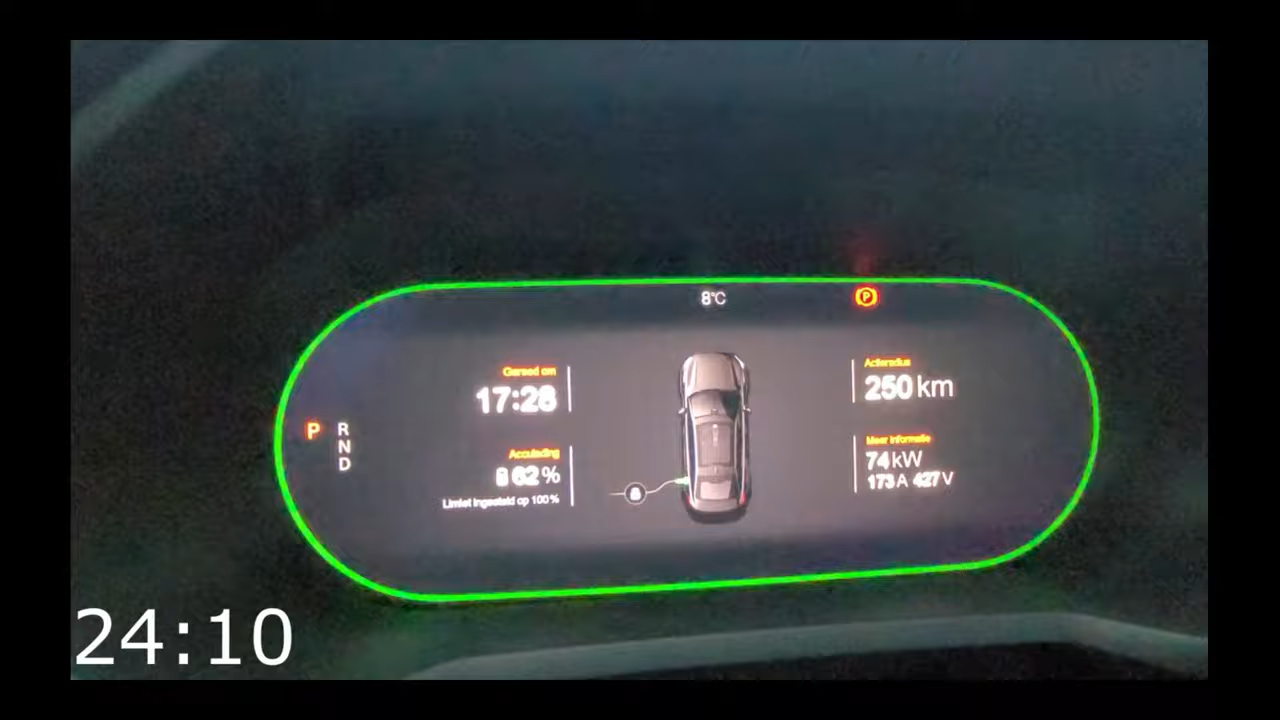 8°C
P
Gereed om
17:28
Actieradius
250 km
P
R
N
D
Acculading
62 %
Limiet ingesteld op 100 %
Meer informatie
74 kW
173 A 427 V
24:10